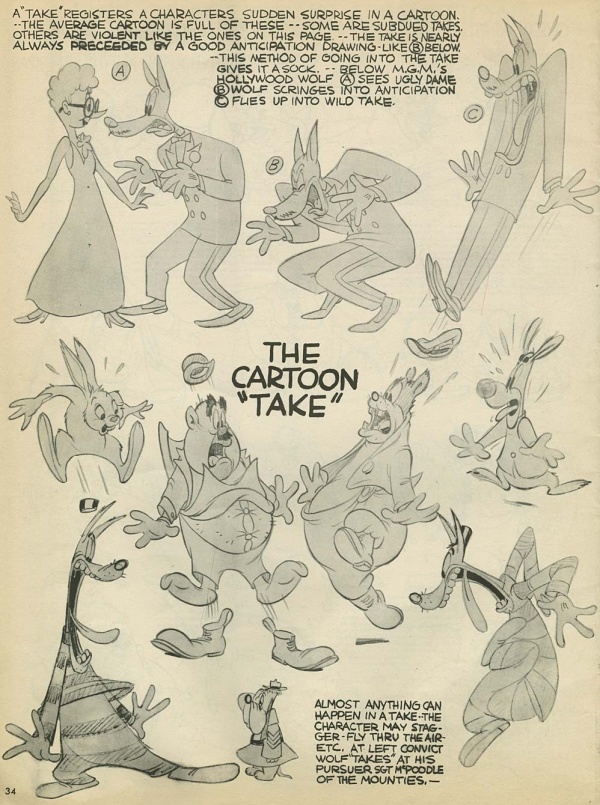 A "TAKE" REGISTERS A CHARACTERS SUDDEN SURPRISE IN A CARTOON.
--THE AVERAGE CARTOON IS FULL OF THESE -- SOME ARE SUBDUED TAKES.
OTHERS ARE VIOLENT LIKE THE ONES ON THIS PAGE. -- THE TAKE IS NEARLY
ALWAYS PRECEEDED BY A GOOD ANTICIPATION DRAWING-LIKE Ⓑ BELOW.
--THIS METHOD OF GOING INTO THE TAKE
GIVES IT A SOCK. -- BELOW M.G.M.'s
HOLLYWOOD WOLF Ⓐ SEES UGLY DAME
Ⓑ WOLF SCRINGES INTO ANTICIPATION
Ⓒ FLIES UP INTO WILD TAKE.
A
B
C
THE
CARTOON
"TAKE"
ALMOST ANYTHING CAN
HAPPEN IN A TAKE--THE
CHARACTER MAY STAG-
GER-FLY THRU THE AIR-
ETC. AT LEFT CONVICT
WOLF "TAKES" AT HIS
PURSUER SGT McPOODLE
OF THE MOUNTIES.—
34